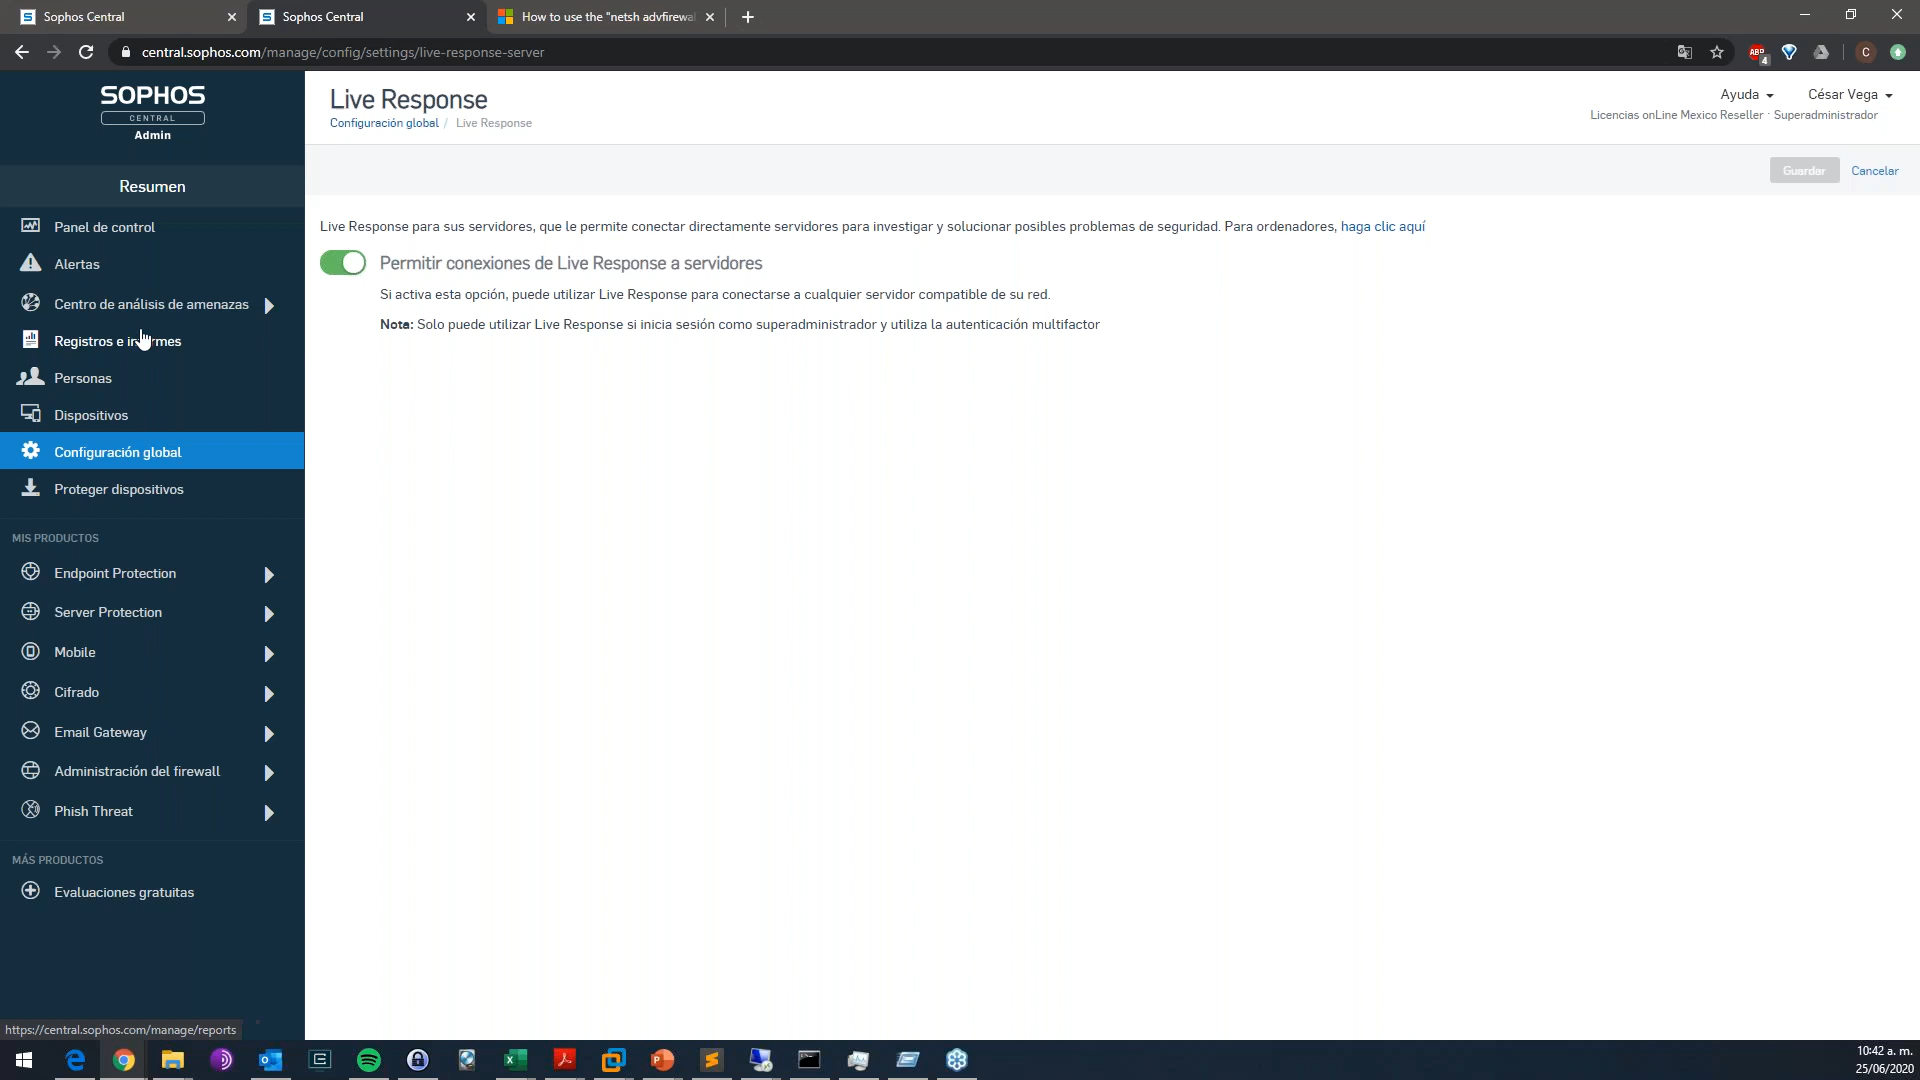 Sophos Central
Sophos Central
How to use the "netsh advfirewal
central.sophos.com/manage/config/settings/live-response-server
ABP
4
C
SOPHOS
CENTRAL
Admin
Live Response
Configuración global / Live Response
Ayuda
César Vega
Licencias onLine Mexico Reseller · Superadministrador
Guardar
Cancelar
Resumen
Panel de control
Alertas
Centro de análisis de amenazas
Registros e informes
Personas
Dispositivos
Configuración global
Proteger dispositivos
MIS PRODUCTOS
Endpoint Protection
Server Protection
Mobile
Cifrado
Email Gateway
Administración del firewall
Phish Threat
MÁS PRODUCTOS
Evaluaciones gratuitas
Live Response para sus servidores, que le permite conectar directamente servidores para investigar y solucionar posibles problemas de seguridad. Para ordenadores, haga clic aquí
Permitir conexiones de Live Response a servidores
Si activa esta opción, puede utilizar Live Response para conectarse a cualquier servidor compatible de su red.
Nota: Solo puede utilizar Live Response si inicia sesión como superadministrador y utiliza la autenticación multifactor
https://central.sophos.com/manage/reports
10:42 a. m.
25/06/2020